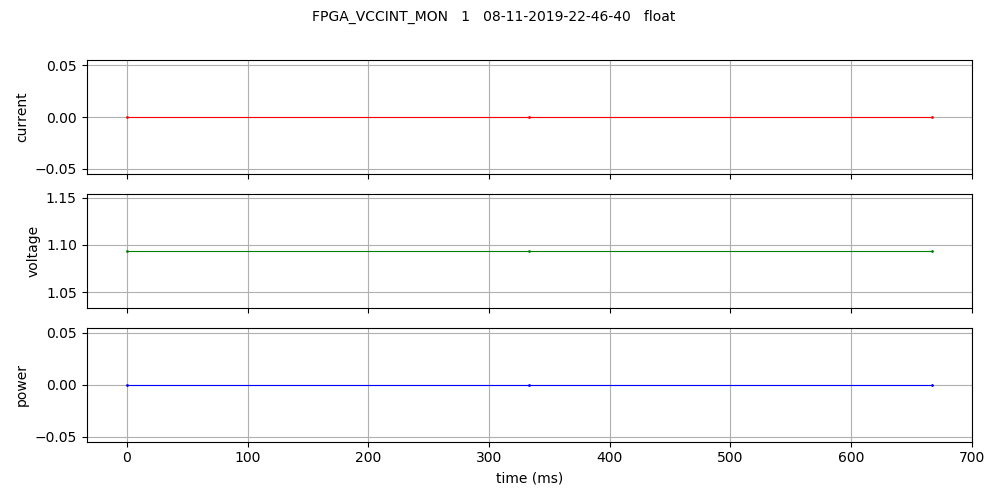 FPGA_VCCINT_MON 1 08-11-2019-22-46-40 float
0.05
0.00
−0.05
current
1.15
1.10
1.05
voltage
0.05
0.00
−0.05
power
0 100 200 300 400 500 600 700
time (ms)